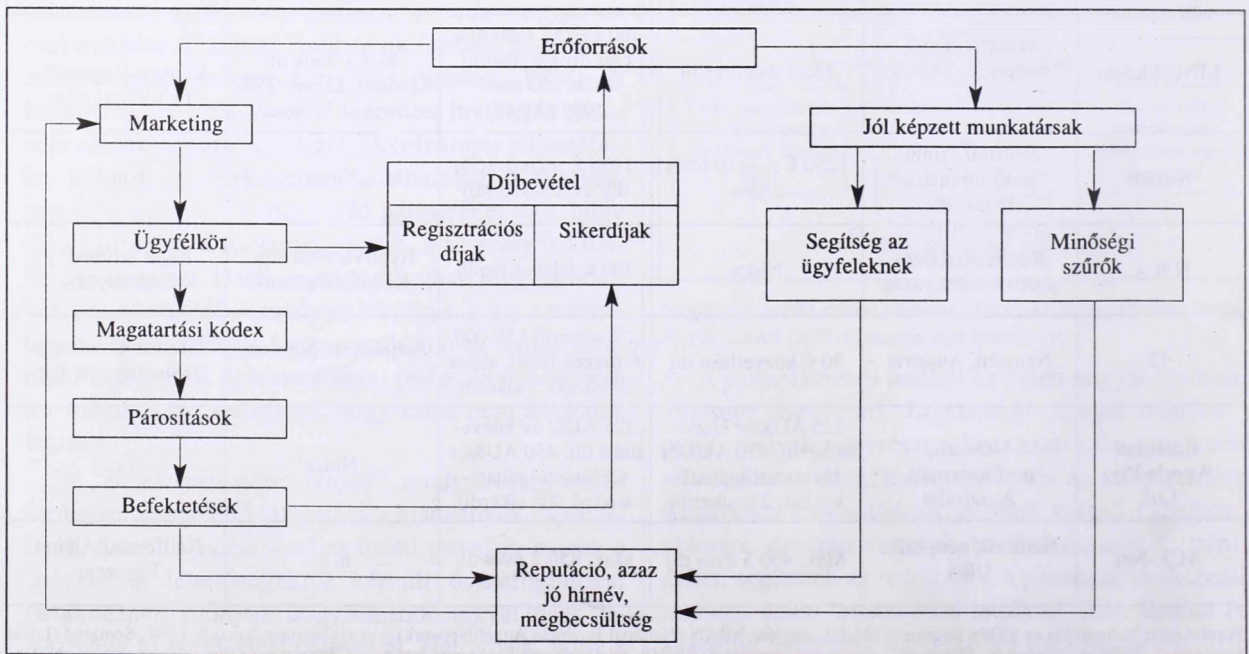 Erőforrások
Marketing
Jól képzett munkatársak
Díjbevétel
Ügyfélkör
Regisztrációs
díjak
Sikerdíjak
Segítség az
ügyfeleknek
Minőségi
szűrők
Magatartási kódex
Párosítások
Befektetések
Reputáció, azaz
jó hírnév,
megbecsültség